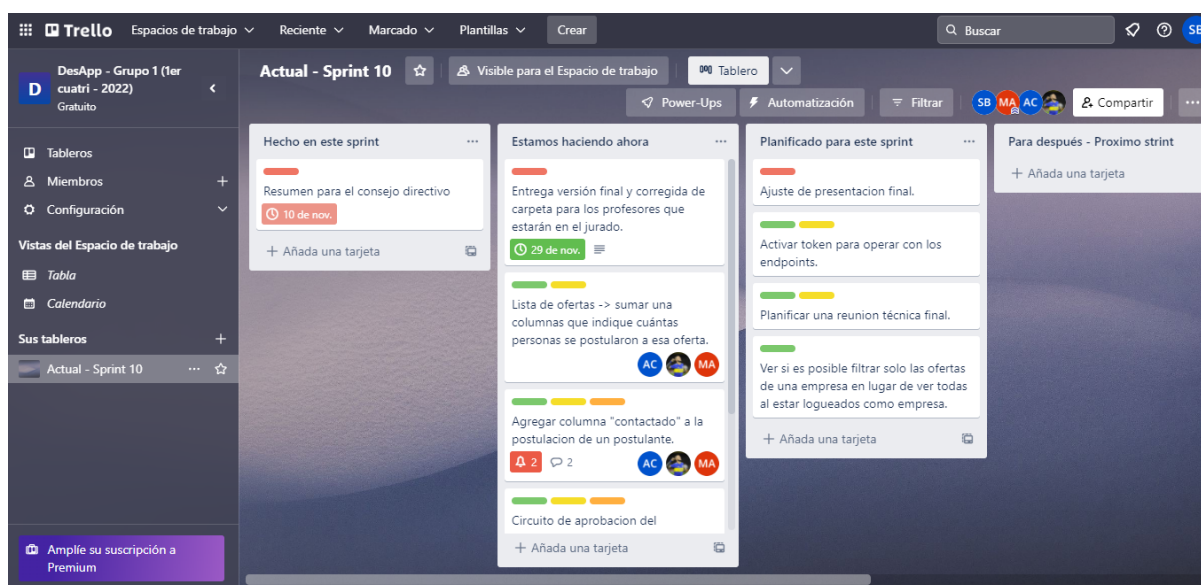 Trello
Espacios de trabajo
Reciente
Marcado
Plantillas
Crear
Buscar
SB
D
DesApp - Grupo 1 (1er
cuatri - 2022)
Gratuito
Tableros
Miembros
Configuración
Vistas del Espacio de trabajo
Tabla
Calendario
Sus tableros
Actual - Sprint 10
Amplíe su suscripción a
Premium
Actual - Sprint 10
Visible para el Espacio de trabajo
Tablero
Power-Ups
Automatización
Filtrar
SB
MA
AC
Compartir
Hecho en este sprint
Resumen para el consejo directivo
10 de nov.
Añada una tarjeta
Estamos haciendo ahora
Entrega versión final y corregida de
carpeta para los profesores que
estarán en el jurado.
29 de nov.
Lista de ofertas -> sumar una
columnas que indique cuántas
personas se postularon a esa oferta.
AC
MA
Agregar columna "contactado" a la
postulacion de un postulante.
2
2
AC
MA
Circuito de aprobacion del
Añada una tarjeta
Planificado para este sprint
Ajuste de presentacion final.
Activar token para operar con los
endpoints.
Planificar una reunion técnica final.
Ver si es posible filtrar solo las ofertas
de una empresa en lugar de ver todas
al estar logueados como empresa.
Añada una tarjeta
Para después - Proximo strint
Añada una tarjeta